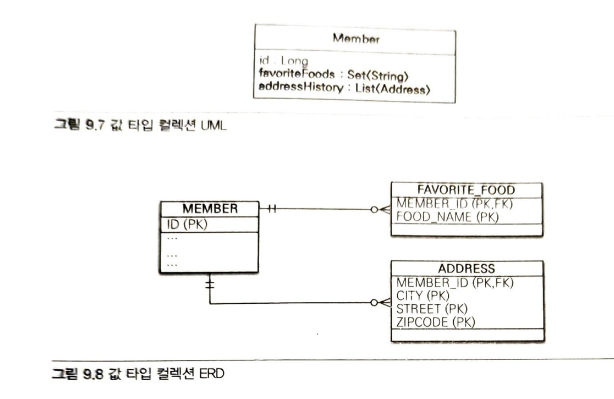 Member
id : Long
favoriteFoods : Set<String>
addressHistory : List<Address>
그림 9.7 값 타입 컬렉션 UML
MEMBER
ID (PK)
...
...
...
FAVORITE_FOOD
MEMBER_ID (PK,FK)
FOOD_NAME (PK)
ADDRESS
MEMBER_ID (PK,FK)
CITY (PK)
STREET (PK)
ZIPCODE (PK)
그림 9.8 값 타입 컬렉션 ERD